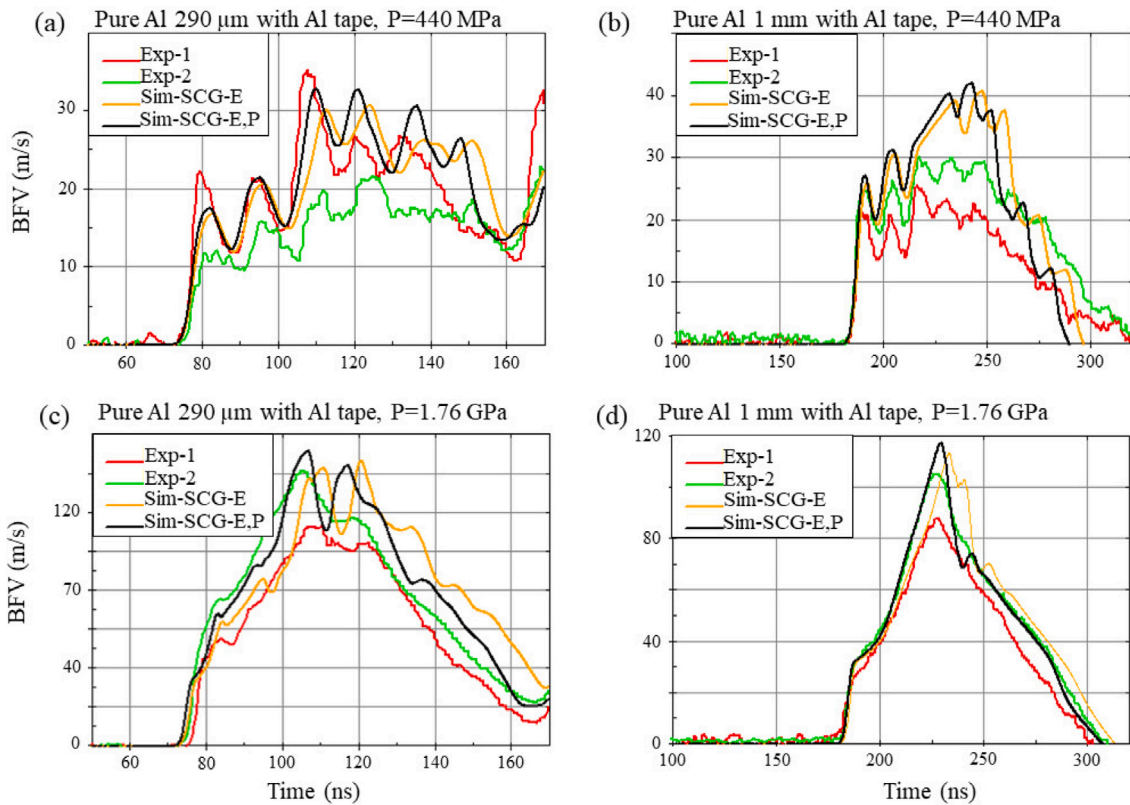 (a) Pure Al 290 µm with Al tape, P=440 MPa
Exp-1
Exp-2
Sim-SCG-E
Sim-SCG-E,P
BFV (m/s)
30
20
10
0
60 80 100 120 140 160
(b) Pure Al 1 mm with Al tape, P=440 MPa
Exp-1
Exp-2
Sim-SCG-E
Sim-SCG-E,P
40
30
20
10
0
100 150 200 250 300
(c) Pure Al 290 µm with Al tape, P=1.76 GPa
Exp-1
Exp-2
Sim-SCG-E
Sim-SCG-E,P
BFV (m/s)
120
70
40
0
60 80 100 120 140 160
Time (ns)
(d) Pure Al 1 mm with Al tape, P=1.76 GPa
Exp-1
Exp-2
Sim-SCG-E
Sim-SCG-E,P
120
80
40
0
100 150 200 250 300
Time (ns)